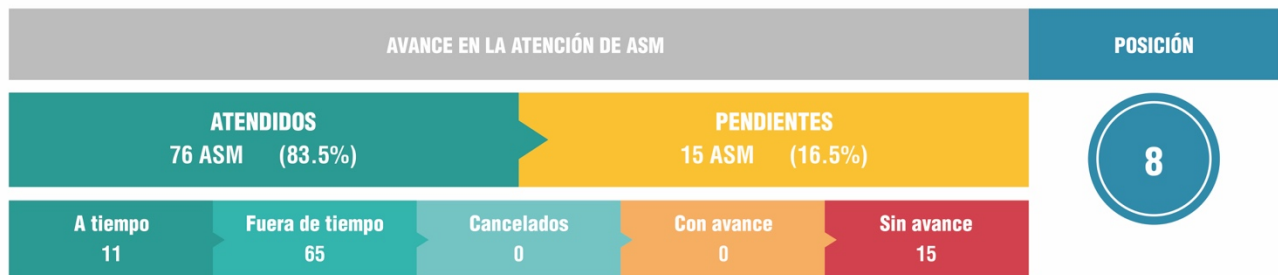 AVANCE EN LA ATENCIÓN DE ASM
POSICIÓN
ATENDIDOS
76 ASM (83.5%)
PENDIENTES
15 ASM (16.5%)
8
A tiempo
11
Fuera de tiempo
65
Cancelados
0
Con avance
0
Sin avance
15